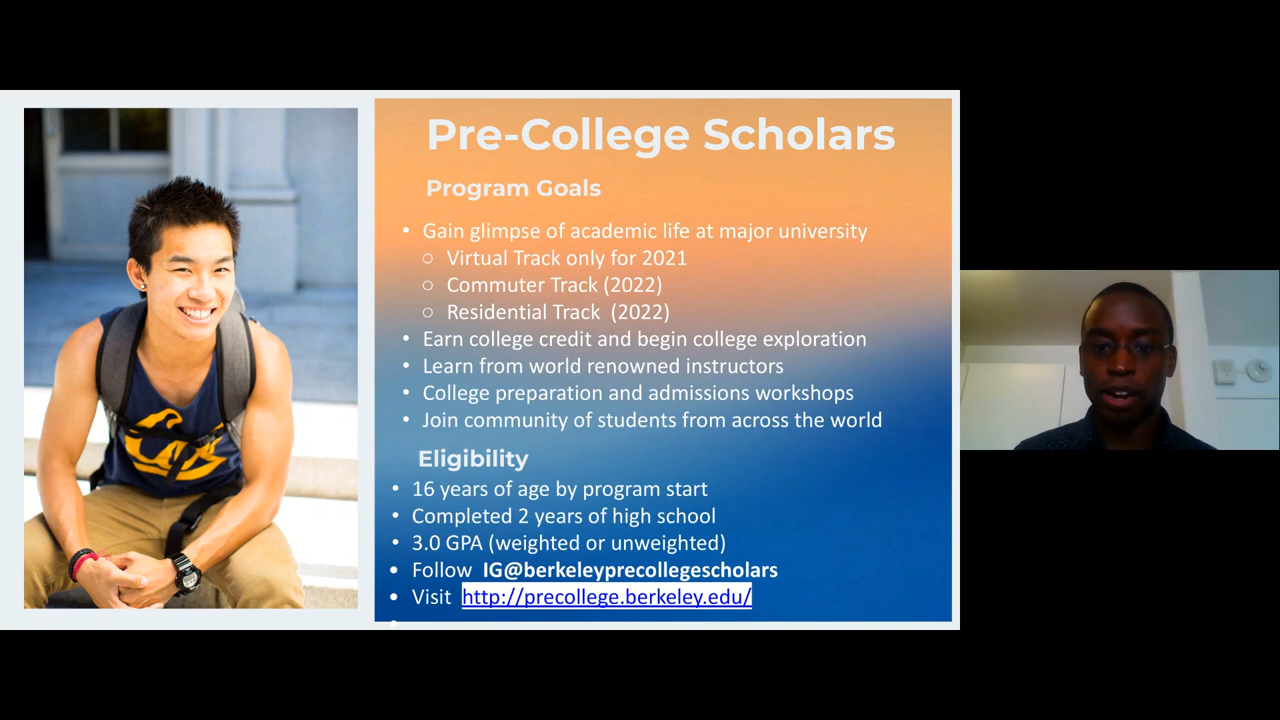 Pre-College Scholars
Program Goals
• Gain glimpse of academic life at major university
○ Virtual Track only for 2021
○ Commuter Track (2022)
○ Residential Track (2022)
• Earn college credit and begin college exploration
• Learn from world renowned instructors
• College preparation and admissions workshops
• Join community of students from across the world
Eligibility
• 16 years of age by program start
• Completed 2 years of high school
• 3.0 GPA (weighted or unweighted)
• Follow IG@berkeleyprecollegescholars
• Visit http://precollege.berkeley.edu/
Cal